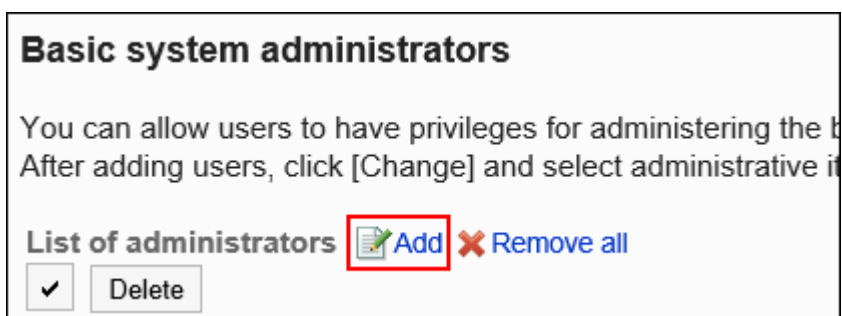 Basic system administrators
You can allow users to have privileges for administering the
After adding users, click [Change] and select administrative
List of administrators Add Remove all
Delete